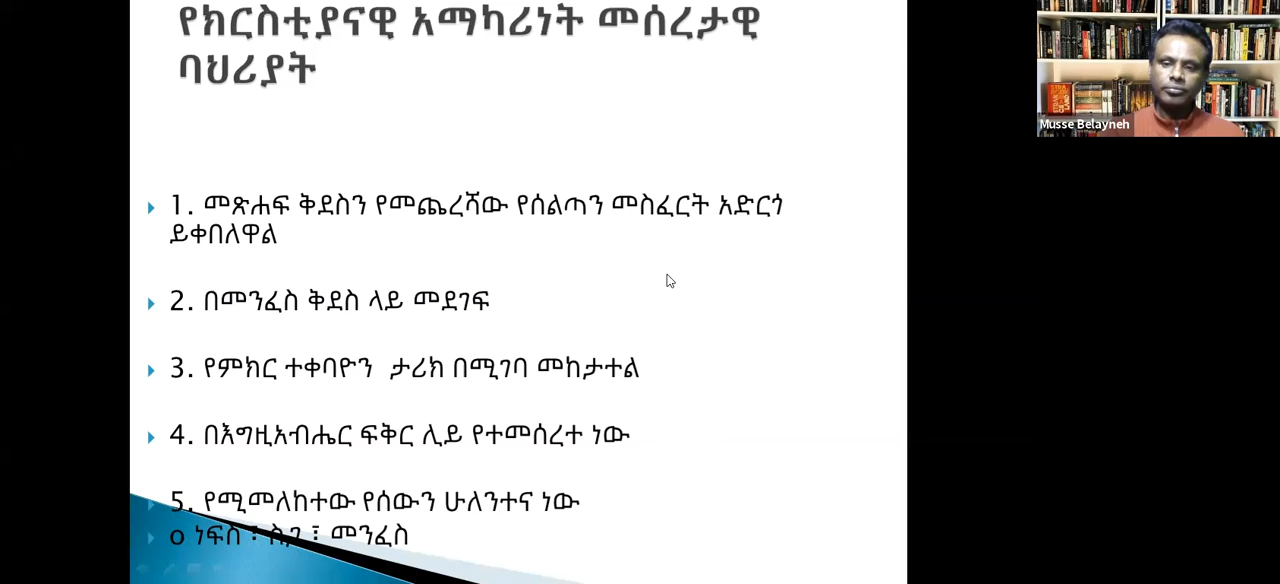 የክርስቲያናዊ አማካሪነት መሰረታዊ
ባህሪያት
1. መጽሐፍ ቅደስን የመጨረሻው የሰልጣን መስፈርት አድርጎ
ይቀበለዋል
2. በመንፈስ ቅደስ ላይ መደገፍ
3. የምክር ተቀባዮን ታሪክ በሚገባ መከታተል
4. በእግዚአብሔር ፍቅር ሊይ የተመሰረተ ነው
5. የሚመለከተው የሰውን ሁለንተና ነው
o ነፍስ ፣ ስጋ ፣ መንፈስ
Musse Belayneh